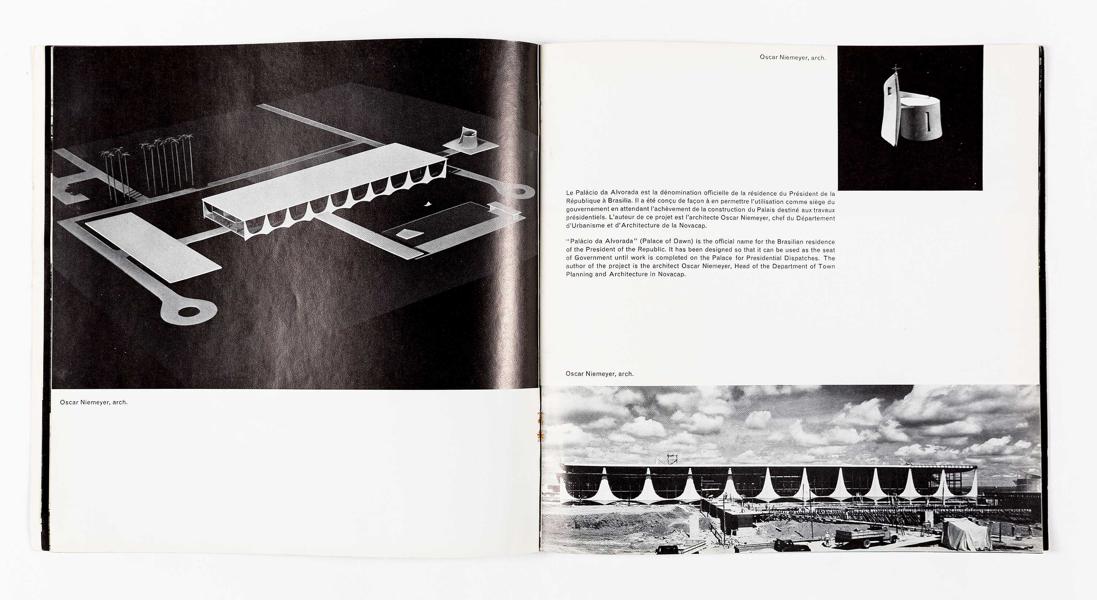 Oscar Niemeyer, arch.
Oscar Niemeyer, arch.
Le Palácio da Alvorada est la dénomination officielle de la résidence du Président de la
République à Brasilia. Il a été conçu de façon à en permettre l'utilisation comme siège du
gouvernement en attendant l'achèvement de la construction du Palais destiné aux travaux
présidentiels. L'auteur de ce projet est l'architecte Oscar Niemeyer, chef du Département
d'Urbanisme et d'Architecture de la Novacap.
"Palácio da Alvorada" (Palace of Dawn) is the official name for the Brasilian residence
of the President of the Republic. It has been designed so that it can be used as the seat
of Government until work is completed on the Palace for Presidential Dispatches. The
author of the project is the architect Oscar Niemeyer, Head of the Department of Town
Planning and Architecture in Novacap.
Oscar Niemeyer, arch.